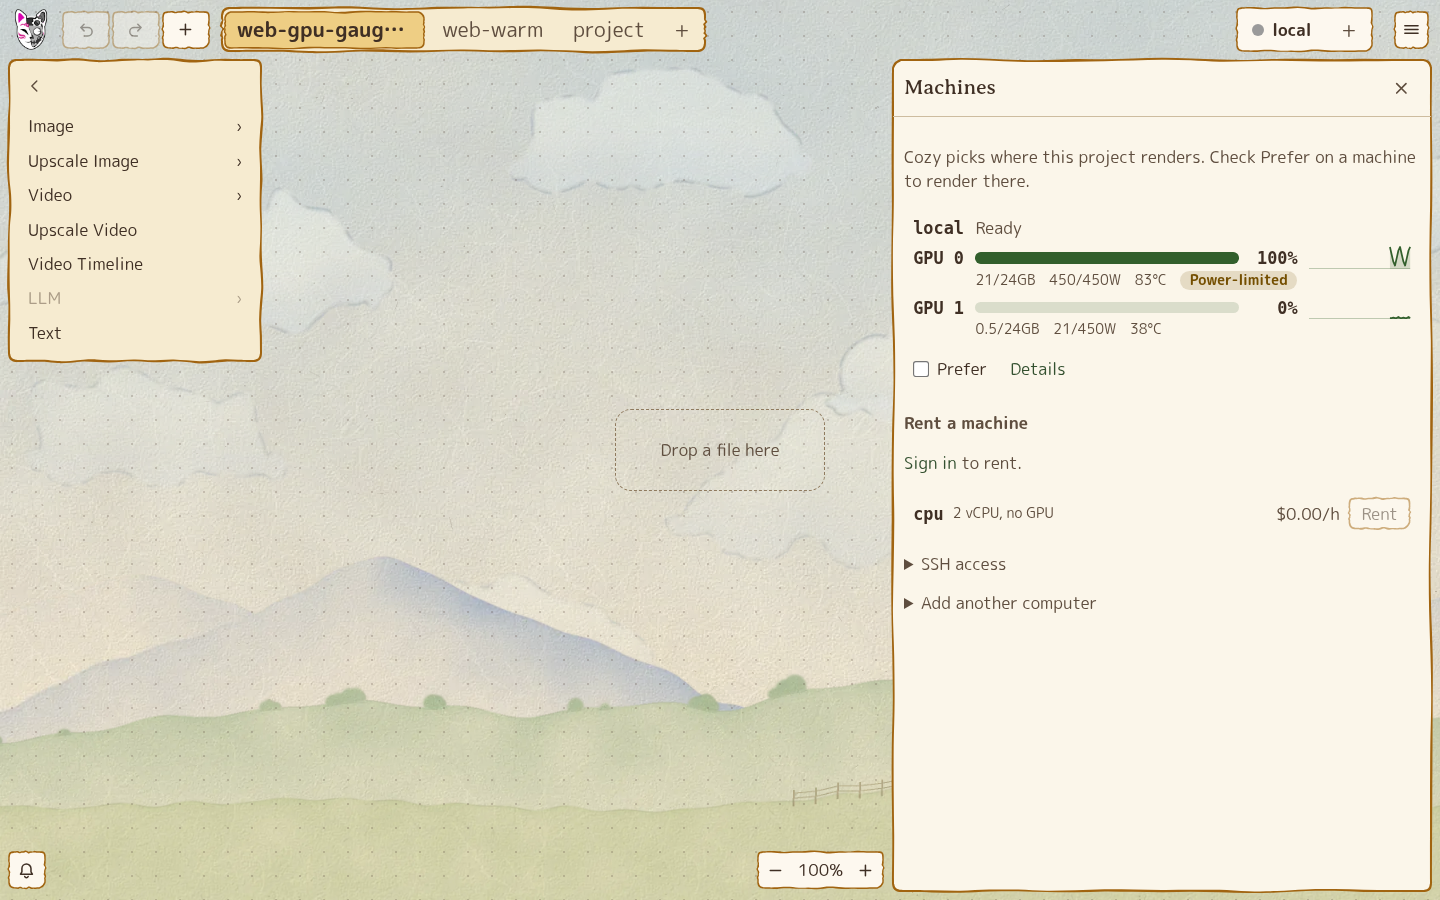 web-gpu-gaug···
web-warm
project
+
local
+
Image
Upscale Image
Video
Upscale Video
Video Timeline
LLM
Text
Drop a file here
100%
Machines
Cozy picks where this project renders. Check Prefer on a machine
to render there.
local Ready
GPU 0 100%
21/24GB 450/450W 83°C Power-limited
GPU 1 0%
0.5/24GB 21/450W 38°C
Prefer Details
Rent a machine
Sign in to rent.
cpu 2 vCPU, no GPU $0.00/h Rent
SSH access
Add another computer